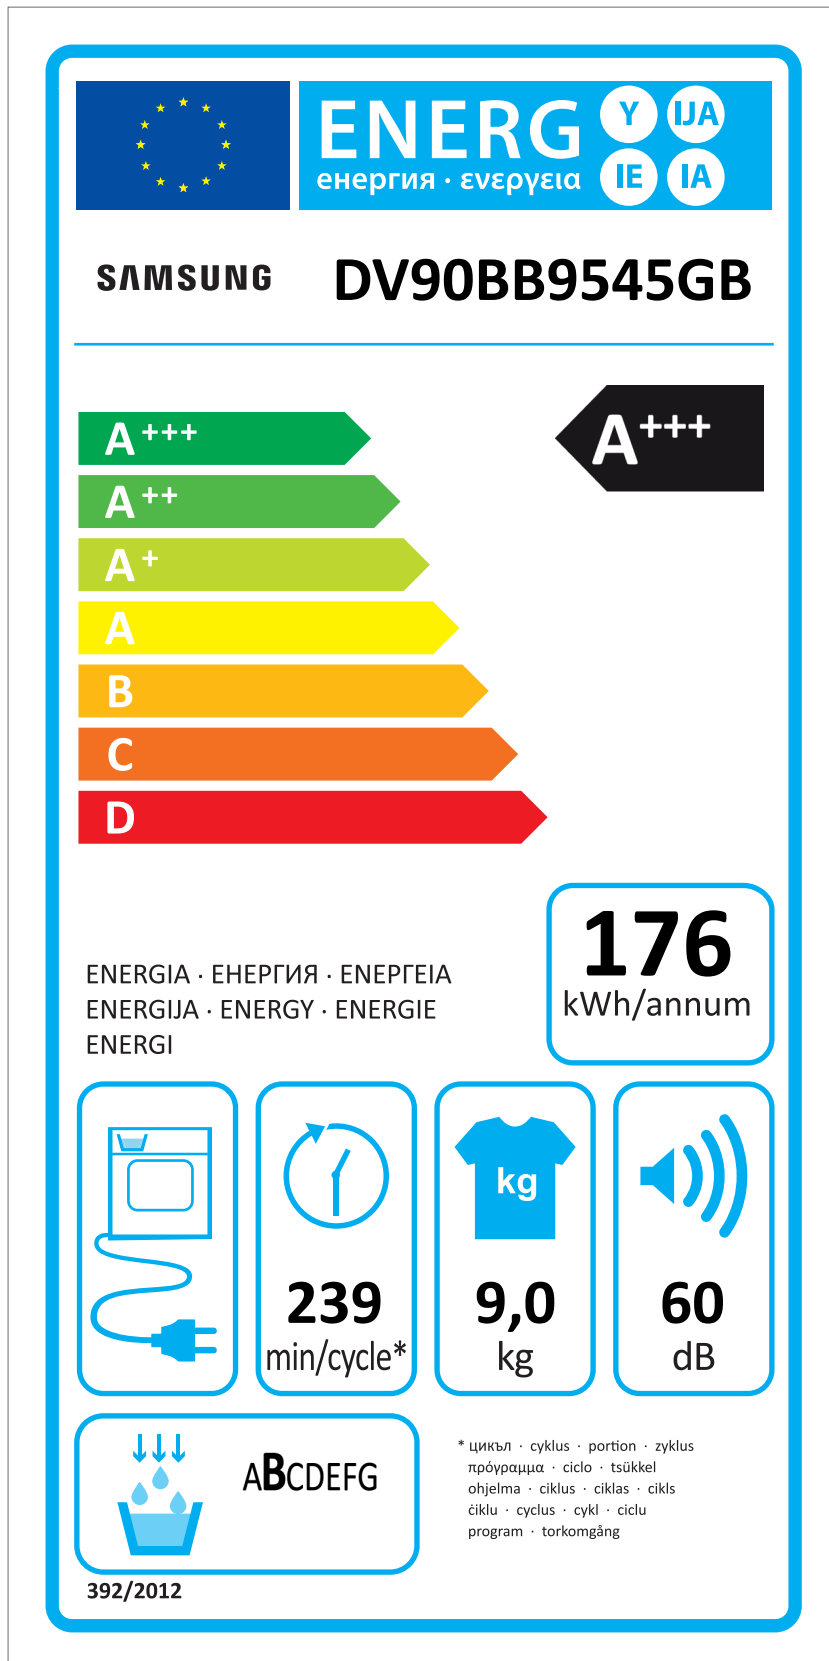 ENERG
Y IJA
IE IA
енергия · ενεργεια
SAMSUNG DV90BB9545GB
A+++
A+++
A++
A+
A
B
C
D
176
kWh/annum
ENERGIA · ЕНЕРГИЯ · ΕΝΕΡΓΕΙΑ
ENERGIJA · ENERGY · ENERGIE
ENERGI
239
min/cycle*
kg
9,0
kg
60
dB
ABCDEFG
* цикъл · cyklus · portion · zyklus
πρόγραμμα · ciclo · tsükkel
ohjelma · ciklus · ciklas · cikls
ċiklu · cyclus · cykl · ciclu
program · torkomgång
392/2012